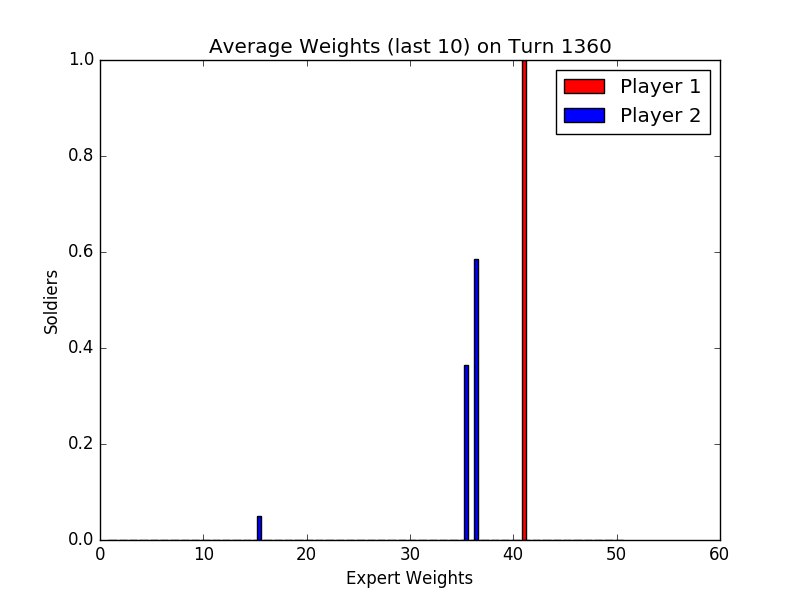 Average Weights (last 10) on Turn 1360
1.0
Player 1
Player 2
0.8
0.6
Soldiers
0.4
0.2
0.0
0 10 20 30 40 50 60
Expert Weights